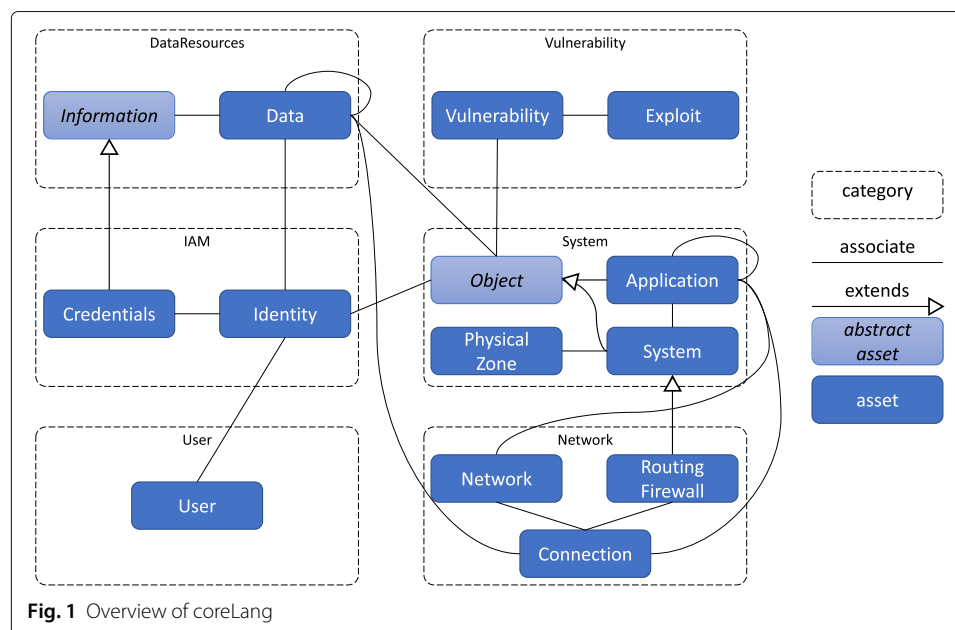 DataResources
Information
Data
Vulnerability
Vulnerability
Exploit
category
associate
extends
abstract
asset
asset
IAM
Credentials
Identity
System
Object
Application
Physical
Zone
System
User
User
Network
Network
Routing
Firewall
Connection
Fig. 1 Overview of coreLang